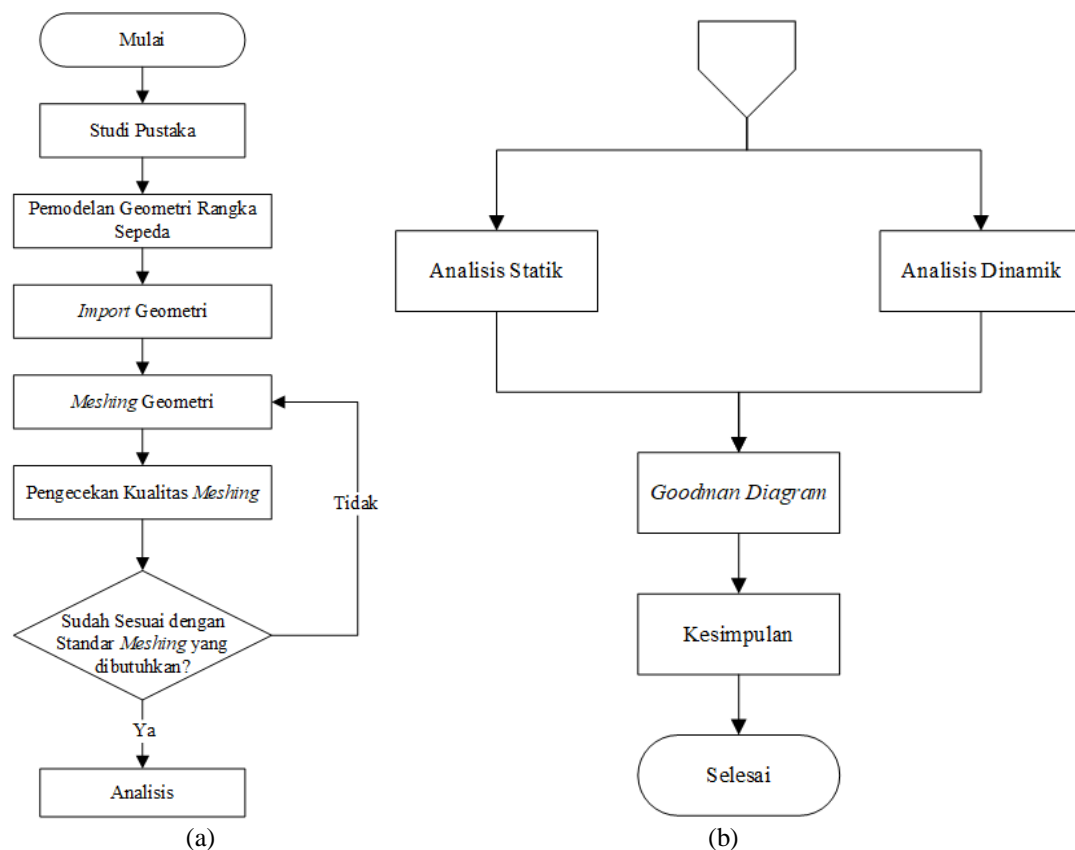 Mulai
Studi Pustaka
Pemodelan Geometri Rangka
Sepeda
Import Geometri
Meshing Geometri
Pengecekan Kualitas Meshing
Tidak
Sudah Sesuai dengan
Standar Meshing yang
dibutuhkan?
Ya
Analisis
(a)
Analisis Statik
Analisis Dinamik
Goodman Diagram
Kesimpulan
Selesai
(b)